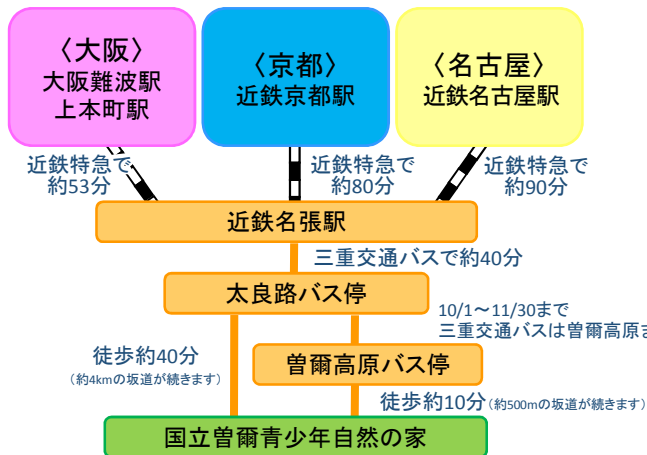 〈大阪〉
大阪難波駅
上本町駅
〈京都〉
近鉄京都駅
〈名古屋〉
近鉄名古屋駅
近鉄特急で
約53分
近鉄特急で
約80分
近鉄特急で
約90分
近鉄名張駅
三重交通バスで約40分
太良路バス停
10/1～11/30まで
三重交通バスは曽爾高原ま
徒歩約40分
（約4kmの坂道が続きます）
曽爾高原バス停
徒歩約10分（約500mの坂道が続きます）
国立曽爾青少年自然の家